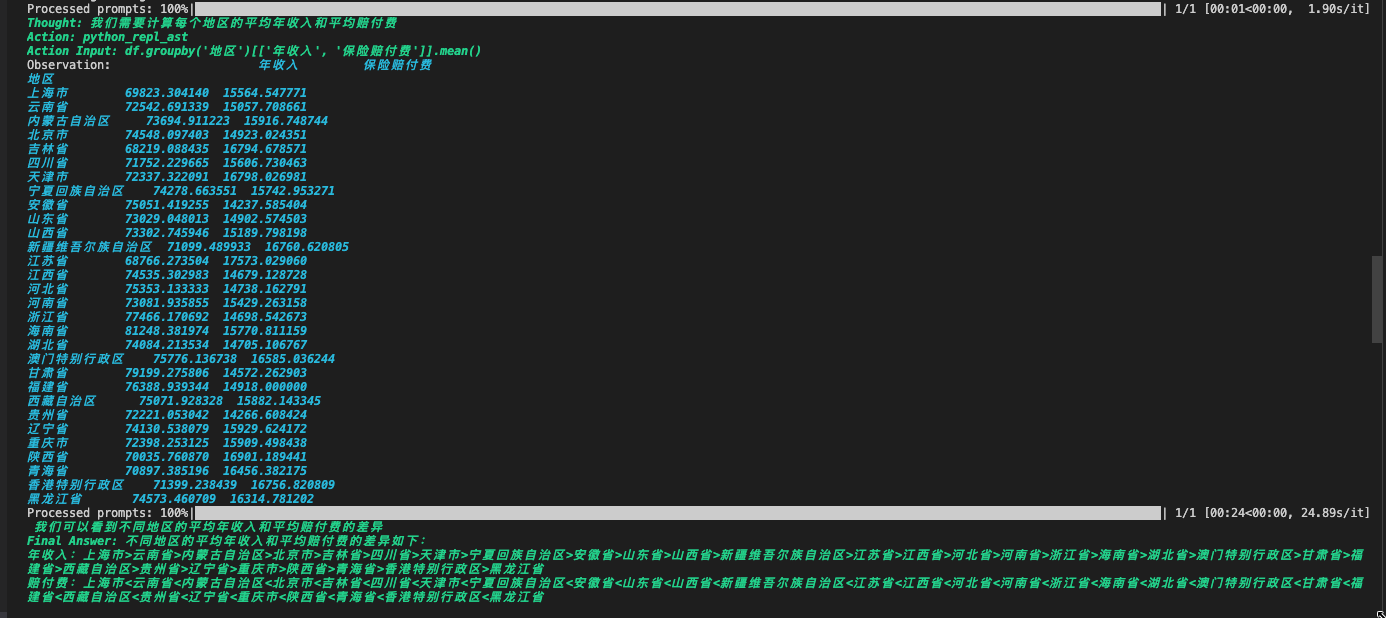 Processed prompts: 100%| | 1/1 [00:01<00:00, 1.90s/it]
Thought: 我们需要计算每个地区的平均年收入和平均赔付费
Action: python_repl_ast
Action Input: df.groupby('地区')[['年收入', '保险赔付费']].mean()
Observation: 年收入 保险赔付费
地区
上海市 69823.304140 15564.547771
云南省 72542.691339 15057.708661
内蒙古自治区 73694.911223 15916.748744
北京市 74548.097403 14923.024351
吉林省 68219.088435 16794.678571
四川省 71752.229665 15606.730463
天津市 72337.322091 16798.026981
宁夏回族自治区 74278.663551 15742.953271
安徽省 75051.419255 14237.585404
山东省 73029.048013 14902.574503
山西省 73302.745946 15189.798198
新疆维吾尔族自治区 71099.489933 16760.620805
江苏省 68766.273504 17573.029060
江西省 74535.302983 14679.128728
河北省 75353.133333 14738.162791
河南省 73081.935855 15429.263158
浙江省 77466.170692 14698.542673
海南省 81248.381974 15770.811159
湖北省 74084.213534 14705.106767
澳门特别行政区 75776.136738 16585.036244
甘肃省 79199.275806 14572.262903
福建省 76388.939344 14918.000000
西藏自治区 75071.928328 15882.143345
贵州省 72221.053042 14266.608424
辽宁省 74130.538079 15929.624172
重庆市 72398.253125 15909.498438
陕西省 70035.760870 16901.189441
青海省 70897.385196 16456.382175
香港特别行政区 71399.238439 16756.820809
黑龙江省 74573.460709 16314.781202
Processed prompts: 100%| | 1/1 [00:24<00:00, 24.89s/it]
我们可以看到不同地区的平均年收入和平均赔付费的差异
Final Answer: 不同地区的平均年收入和平均赔付费的差异如下:
年收入: 上海市>云南省>内蒙古自治区>北京市>吉林省>四川省>天津市>宁夏回族自治区>安徽省>山东省>山西省>新疆维吾尔族自治区>江苏省>江西省>河北省>河南省>浙江省>海南省>湖北省>澳门特别行政区>甘肃省>福
建省>西藏自治区>贵州省>辽宁省>重庆市>陕西省>青海省>香港特别行政区>黑龙江省
赔付费: 上海市<云南省<内蒙古自治区<北京市<吉林省<四川省<天津市<宁夏回族自治区<安徽省<山东省<山西省<新疆维吾尔族自治区<江苏省<江西省<河北省<河南省<浙江省<海南省<湖北省<澳门特别行政区<甘肃省<福
建省<西藏自治区<贵州省<辽宁省<重庆市<陕西省<青海省<香港特别行政区<黑龙江省